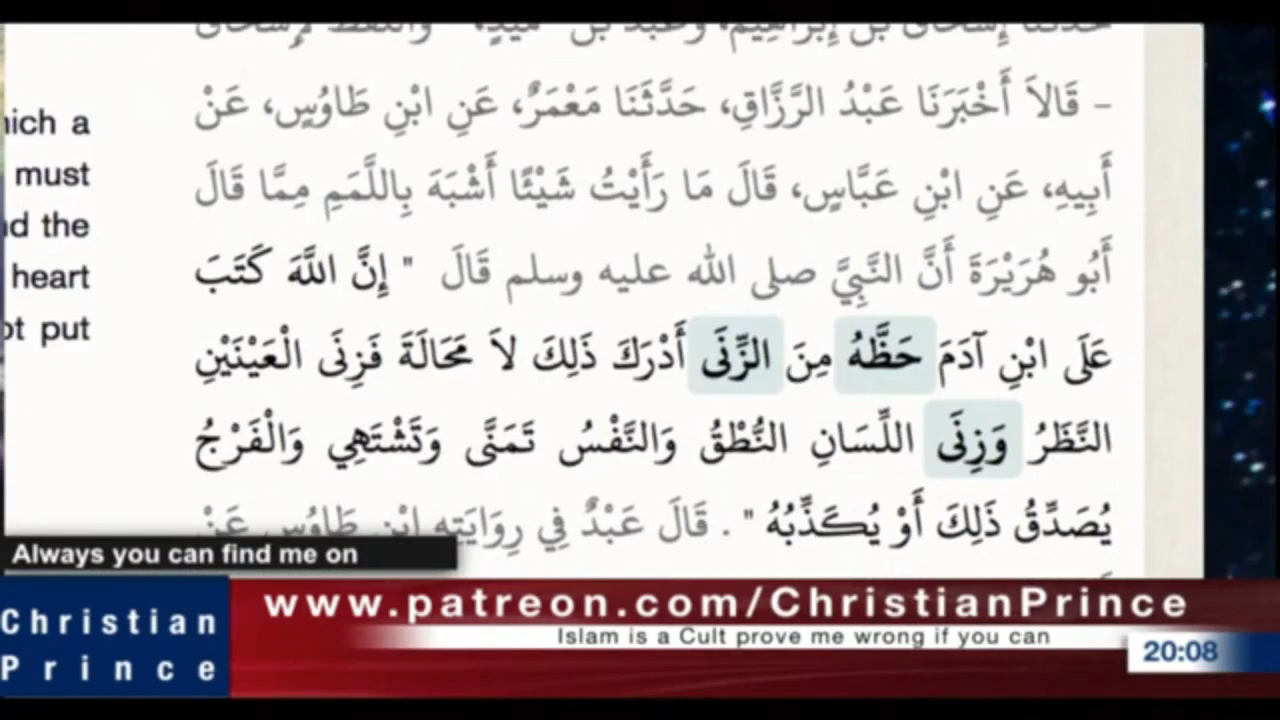 - قَالاَ أَخْبَرَنَا عَبْدُ الرَّزَّاقِ، حَدَّثَنَا مَعْمَرٌ، عَنِ ابْنِ طَاوُسٍ، عَنْ
أَبِيهِ، عَنِ ابْنِ عَبَّاسٍ، قَالَ مَا رَأَيْتُ شَيْئًا أَشْبَهَ بِاللَّمَمِ مِمَّا قَالَ
أَبُو هُرَيْرَةَ أَنَّ النَّبِيَّ صلى الله عليه وسلم قَالَ " إِنَّ اللَّهَ كَتَبَ
عَلَى ابْنِ آدَمَ حَظَّهُ مِنَ الزِّنَى أَدْرَكَ ذَلِكَ لاَ مَحَالَةَ فَزِنَى الْعَيْنَيْنِ
النَّظَرُ وَزِنَى اللِّسَانِ النُّطْقُ وَالنَّفْسُ تَمَنَّى وَتَشْتَهِي وَالْفَرْجُ
يُصَدِّقُ ذَلِكَ أَوْ يُكَذِّبُهُ " . قَالَ عَبْدٌ فِي رِوَايَتِهِ ابْنِ طَاوُسٍ عَنْ
a
must
the
heart
put
Always you can find me on
Christian
Prince
www.patreon.com/ChristianPrince
Islam is a Cult prove me wrong if you can
20:08